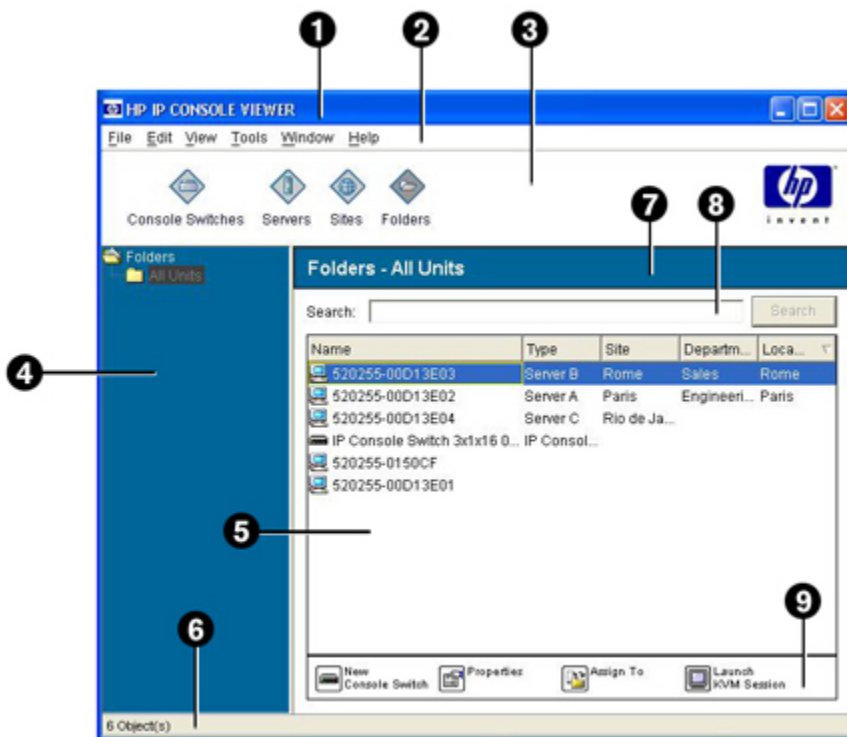 1 2 3
HP IP CONSOLE VIEWER
File Edit View Tools Window Help
Console Switches Servers Sites Folders
hp
invent
7 8
Folders
All Units
Folders - All Units
Search: Search
Name Type Site Departm... Loca...
520255-00D13E03 Server B Rome Sales Rome
4
520255-00D13E02 Server A Paris Engineeri... Paris
520255-00D13E04 Server C Rio de Ja...
IP Console Switch 3x1x16 0... IP Consol...
520255-0150CF
520255-00D13E01
5
9
6
New Console Switch Properties Assign To Launch KVM Session
6 Object(s)